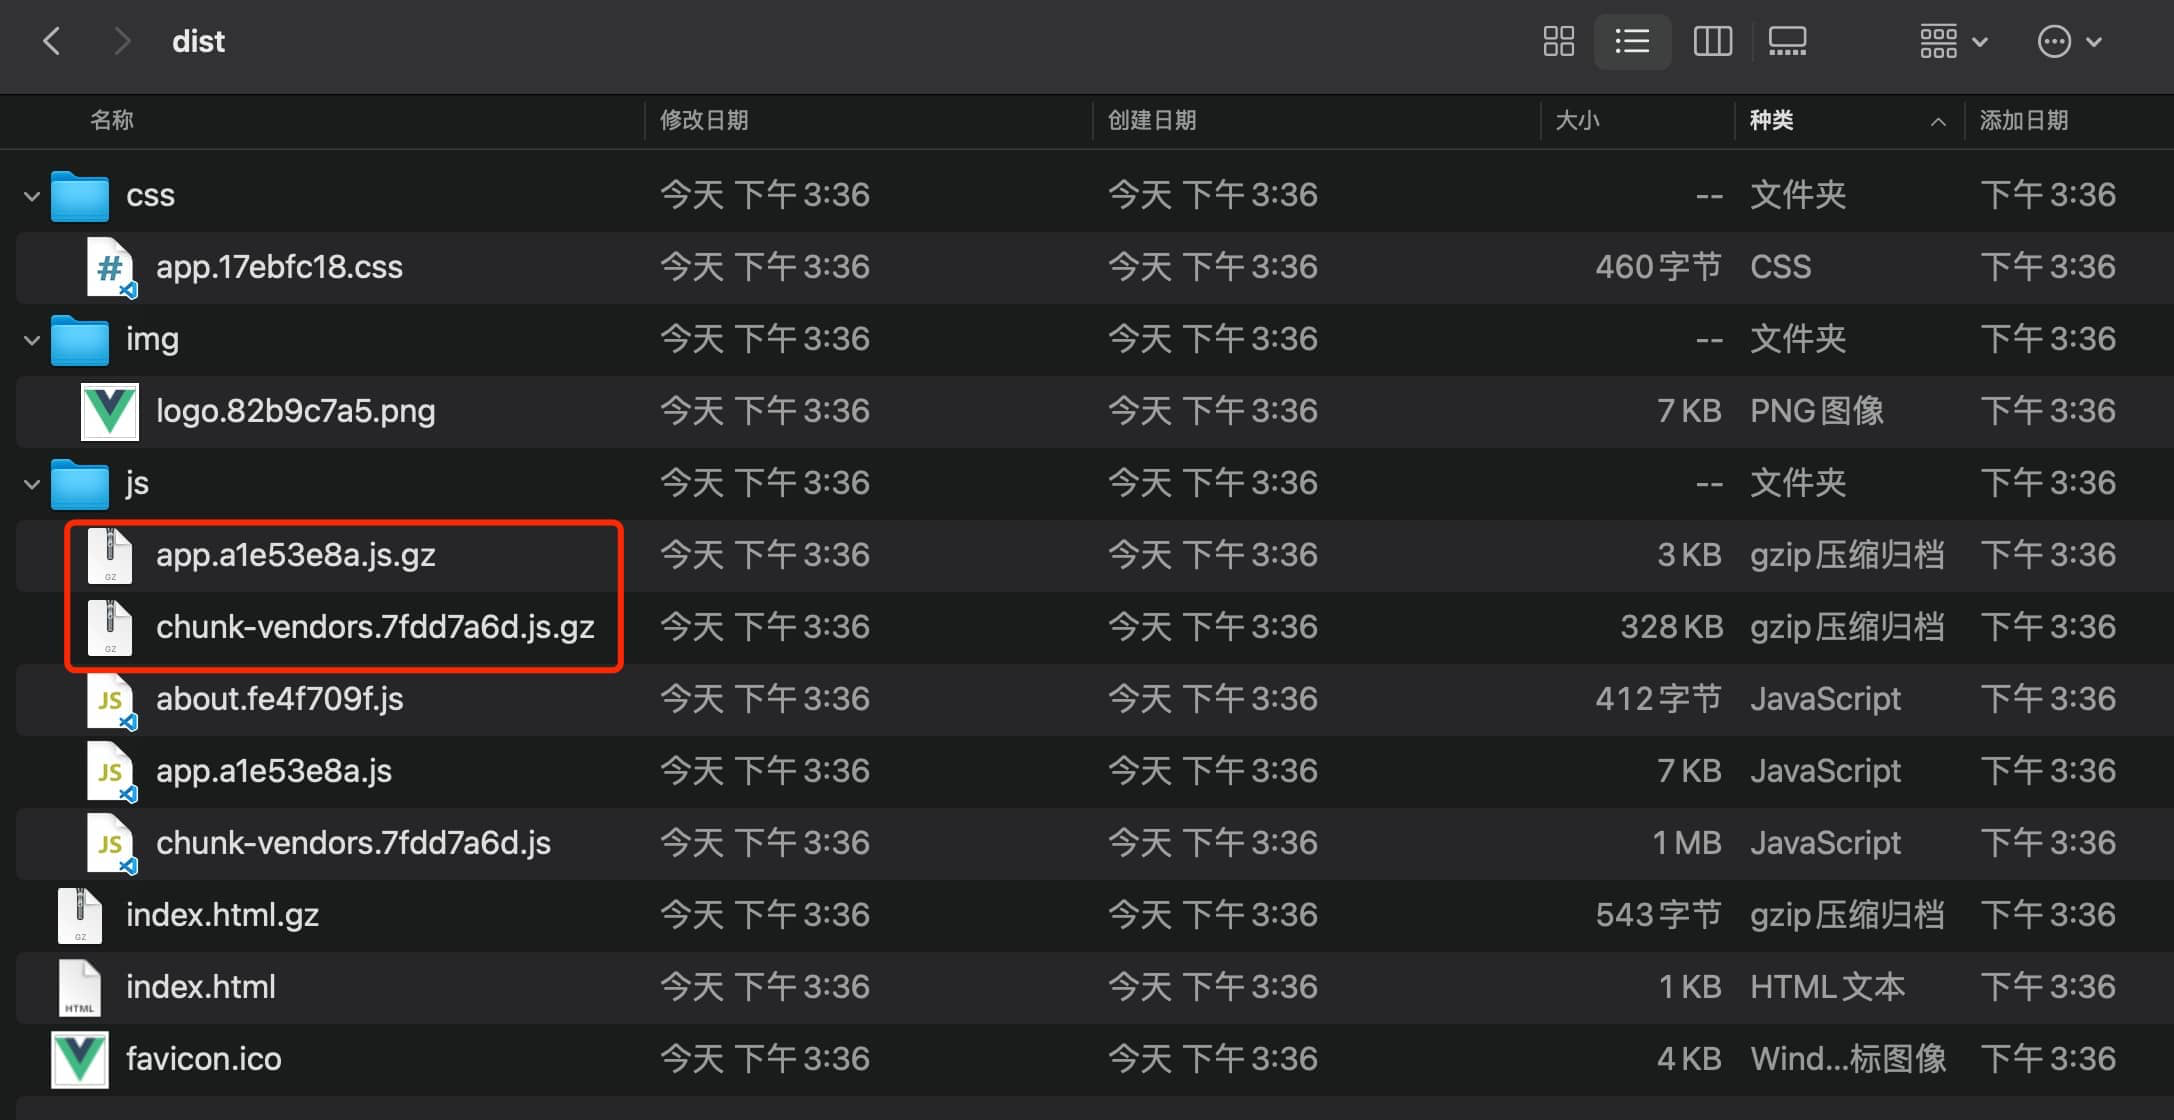 dist
名称 修改日期 创建日期 大小 种类 添加日期
css 今天 下午 3:36 今天 下午 3:36 -- 文件夹 下午 3:36
# app.17ebfc18.css 今天 下午 3:36 今天 下午 3:36 460 字节 CSS 下午 3:36
img 今天 下午 3:36 今天 下午 3:36 -- 文件夹 下午 3:36
logo.82b9c7a5.png 今天 下午 3:36 今天 下午 3:36 7 KB PNG图像 下午 3:36
js 今天 下午 3:36 今天 下午 3:36 -- 文件夹 下午 3:36
GZ app.a1e53e8a.js.gz 今天 下午 3:36 今天 下午 3:36 3 KB gzip压缩归档 下午 3:36
GZ chunk-vendors.7fdd7a6d.js.gz 今天 下午 3:36 今天 下午 3:36 328 KB gzip压缩归档 下午 3:36
JS about.fe4f709f.js 今天 下午 3:36 今天 下午 3:36 412 字节 JavaScript 下午 3:36
JS app.a1e53e8a.js 今天 下午 3:36 今天 下午 3:36 7 KB JavaScript 下午 3:36
JS chunk-vendors.7fdd7a6d.js 今天 下午 3:36 今天 下午 3:36 1 MB JavaScript 下午 3:36
GZ index.html.gz 今天 下午 3:36 今天 下午 3:36 543 字节 gzip压缩归档 下午 3:36
HTML index.html 今天 下午 3:36 今天 下午 3:36 1 KB HTML文本 下午 3:36
favicon.ico 今天 下午 3:36 今天 下午 3:36 4 KB Wind...标图像 下午 3:36